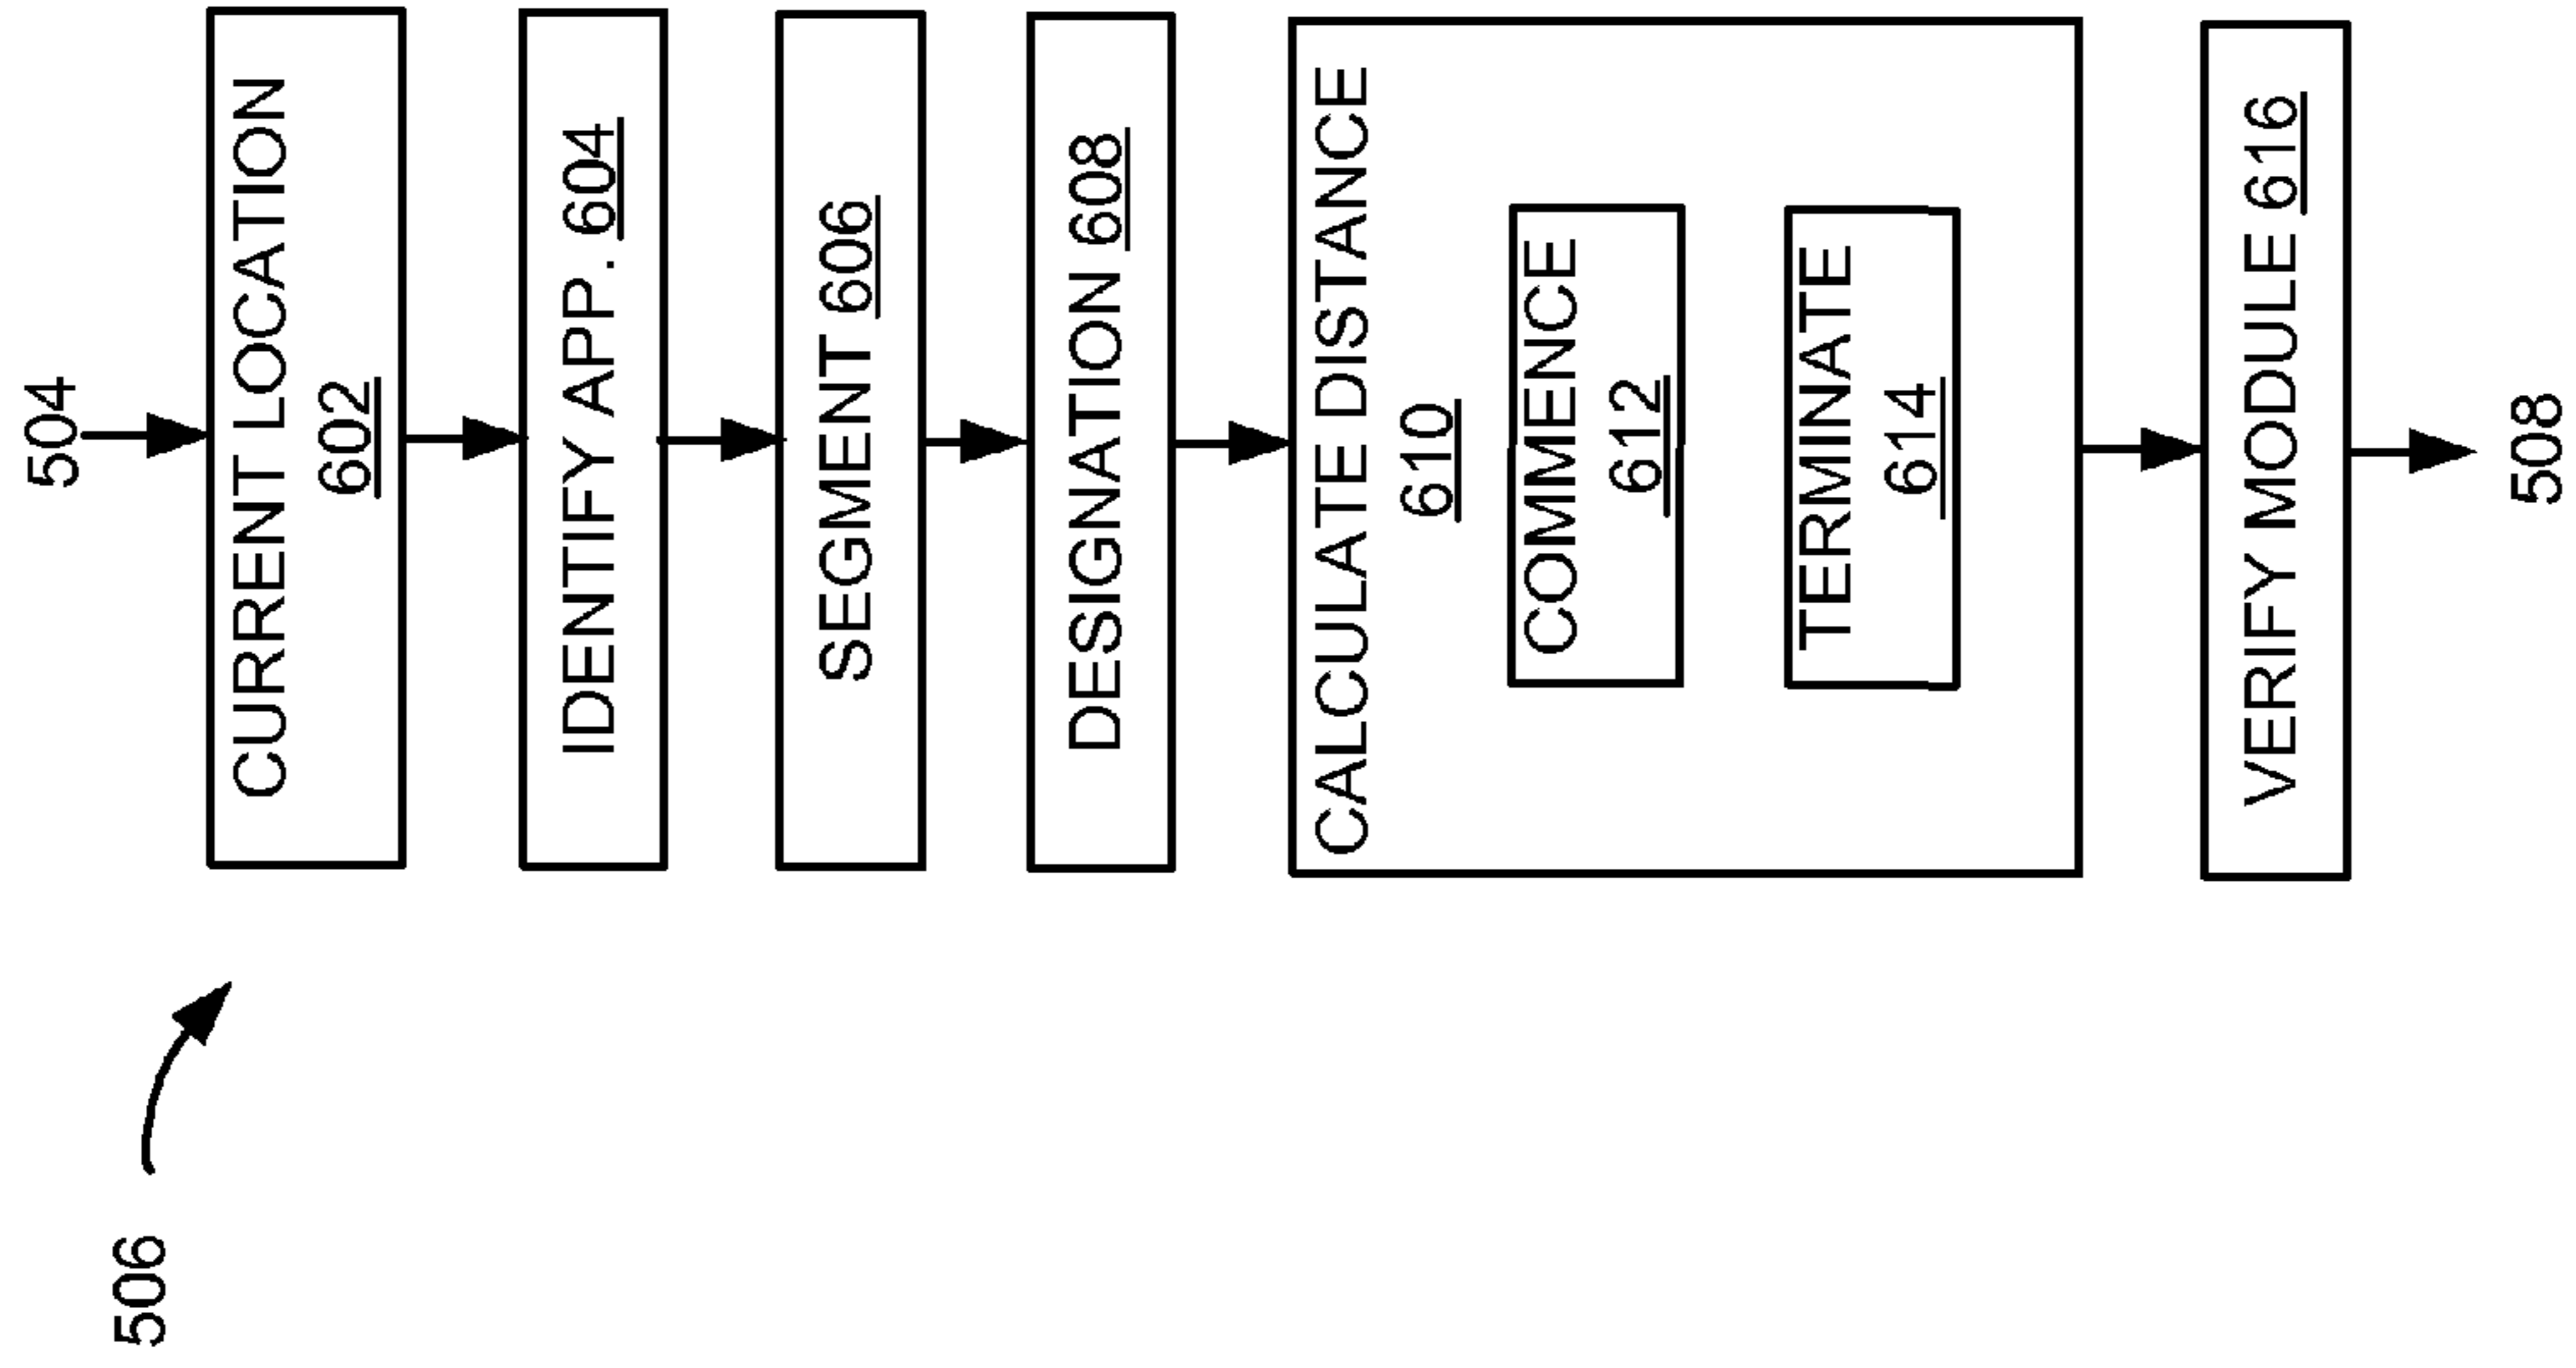 506
504
CURRENT LOCATION
602
IDENTIFY APP. 604
SEGMENT 606
DESIGNATION 608
CALCULATE DISTANCE
610
COMMENCE
612
TERMINATE
614
VERIFY MODULE 616
508